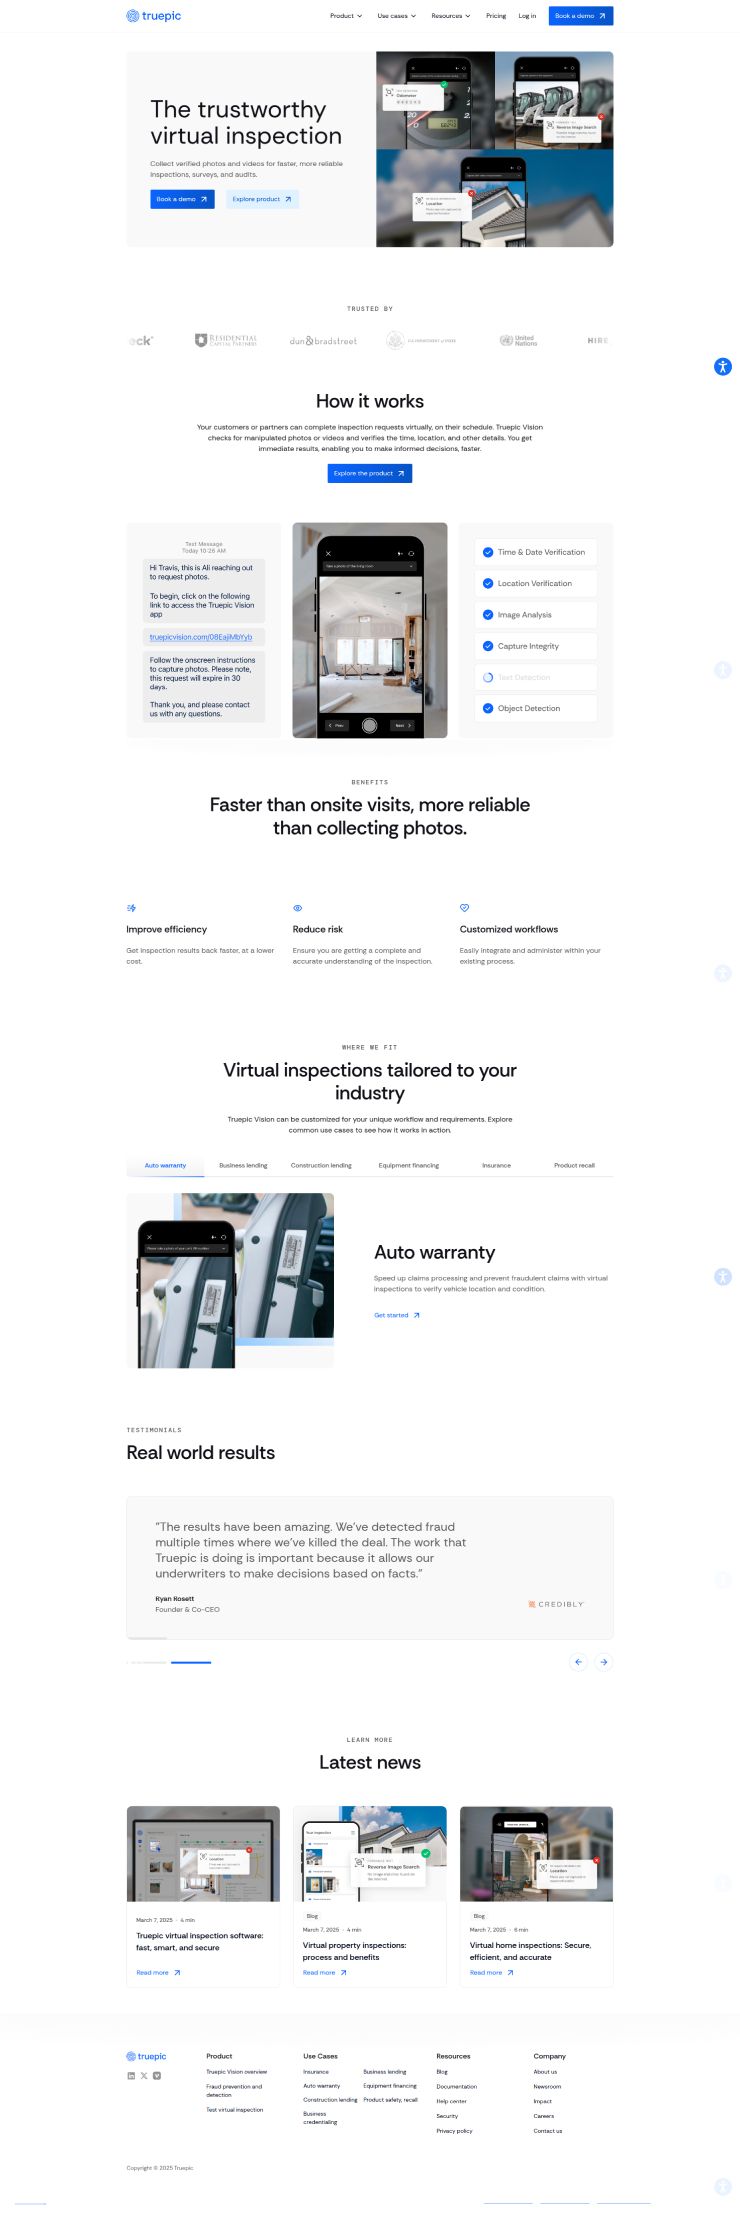 truepic
Product
Use cases
Resources
Pricing
Log in
Book a demo
The trustworthy
virtual inspection
Collect verified photos and videos for faster, more reliable
inspections, surveys, and audits.
Book a demo
Explore product
Odometer
Reverse Image Search
Location
TRUSTED BY
RESIDENTIAL
CAPITAL PARTNERS
dun&bradstreet
United
Nations
HIRE
How it works
Your customers or partners can complete inspection requests virtually, on their schedule. Truepic Vision
checks for manipulated photos or videos and verifies the time, location, and other details. You get
immediate results, enabling you to make informed decisions, faster.
Explore the product
Text Message
Today 10:26 AM
Hi Travis, this is Ali reaching out
to request photos.
To begin, click on the following
link to access the Truepic Vision
app
truepicvision.com/08EajiMbYyb
Follow the onscreen instructions
to capture photos. Please note,
this request will expire in 30
days.
Thank you, and please contact
us with any questions.
Take a photo of the living room
Prev
Next
Time & Date Verification
Location Verification
Image Analysis
Capture Integrity
Text Detection
Object Detection
BENEFITS
Faster than onsite visits, more reliable
than collecting photos.
Improve efficiency
Get inspection results back faster, at a lower
cost.
Reduce risk
Ensure you are getting a complete and
accurate understanding of the inspection.
Customized workflows
Easily integrate and administer within your
existing process.
WHERE WE FIT
Virtual inspections tailored to your
industry
Truepic Vision can be customized for your unique workflow and requirements. Explore
common use cases to see how it works in action.
Auto warranty
Business lending
Construction lending
Equipment financing
Insurance
Product recall
Auto warranty
Speed up claims processing and prevent fraudulent claims with virtual
inspections to verify vehicle location and condition.
Get started
TESTIMONIALS
Real world results
"The results have been amazing. We've detected fraud
multiple times where we've killed the deal. The work that
Truepic is doing is important because it allows our
underwriters to make decisions based on facts."
Ryan Rosett
Founder & Co-CEO
CREDIBLY
LEARN MORE
Latest news
Location
March 7, 2025 · 4 min
Truepic virtual inspection software:
fast, smart, and secure
Read more
Your inspection
Reverse Image Search
Blog
March 7, 2025 · 4 min
Virtual property inspections:
process and benefits
Read more
Location
Blog
March 7, 2025 · 6 min
Virtual home inspections: Secure,
efficient, and accurate
Read more
truepic
Product
Truepic Vision overview
Fraud prevention and
detection
Test virtual inspection
Use Cases
Insurance
Auto warranty
Construction lending
Business
credentialing
Business lending
Equipment financing
Product safety, recall
Resources
Blog
Documentation
Help center
Security
Privacy policy
Company
About us
Newsroom
Impact
Careers
Contact us
Copyright © 2025 Truepic